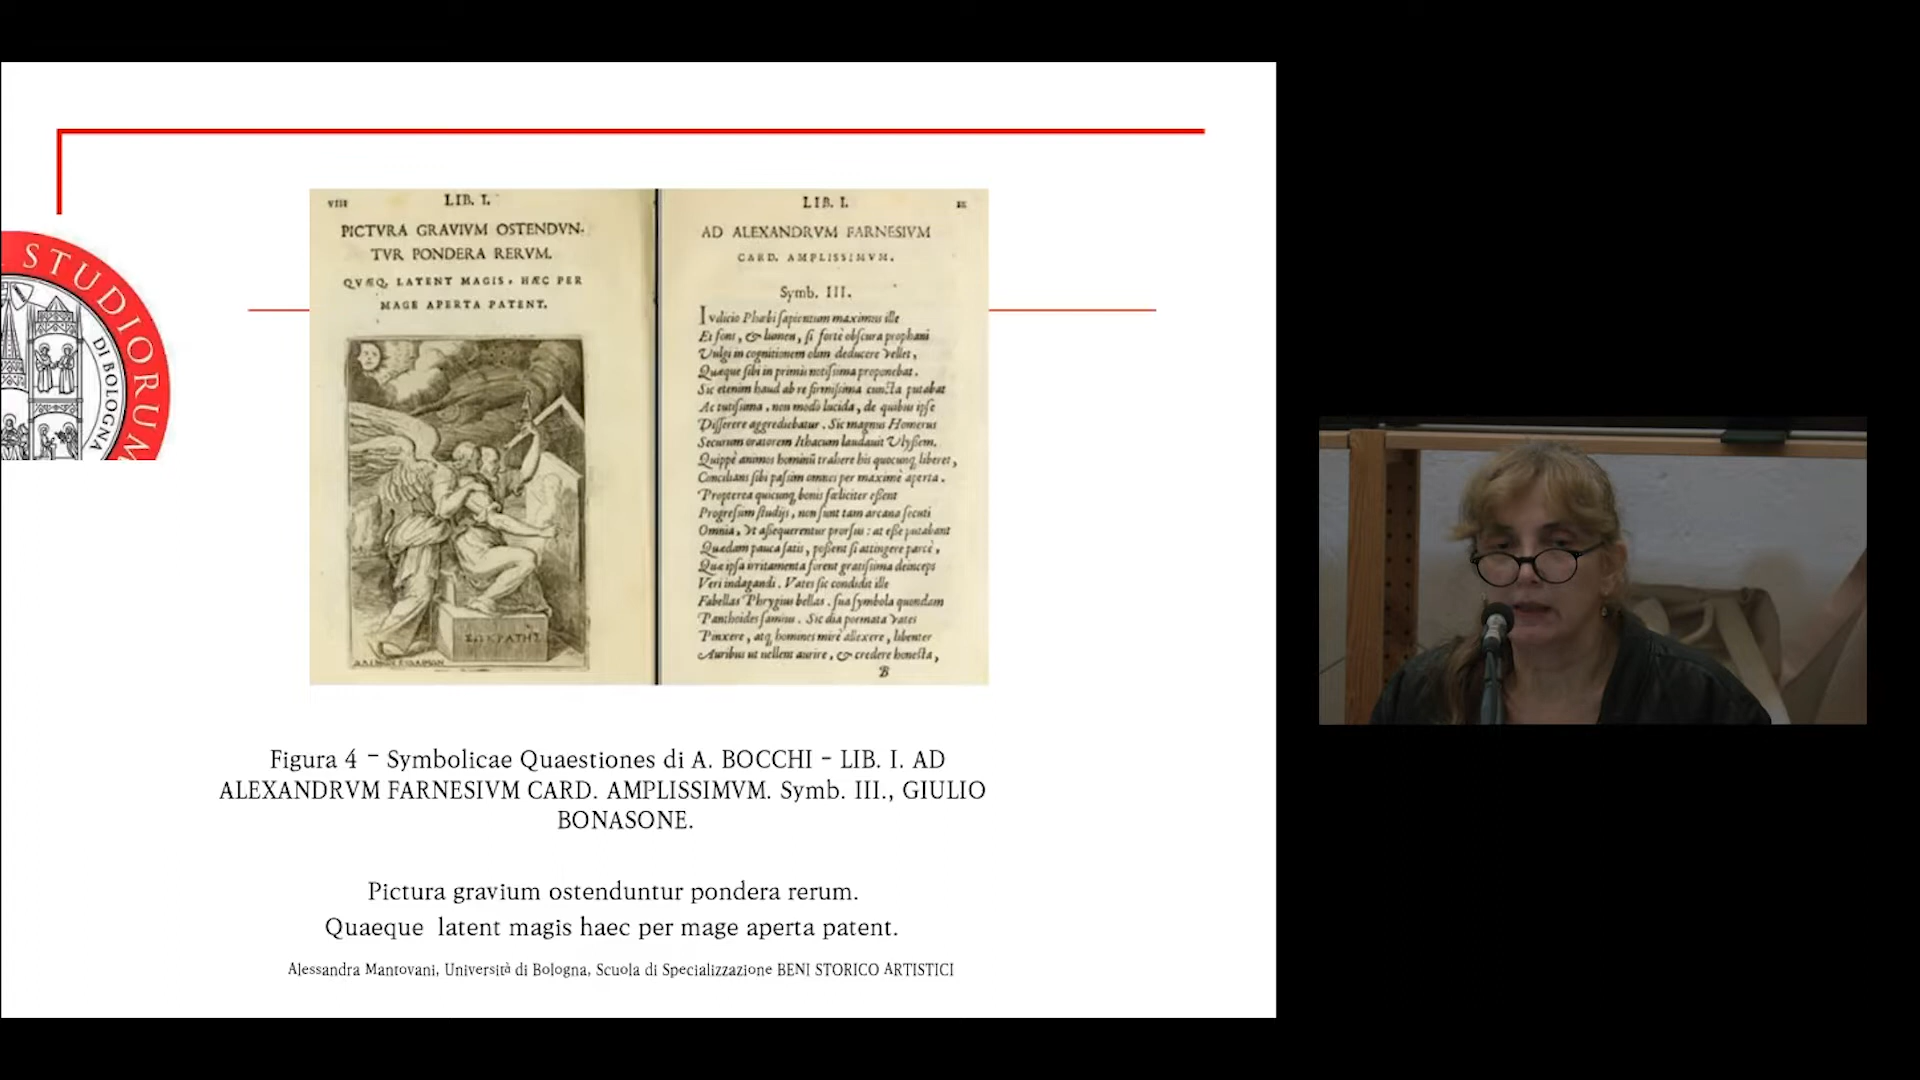 STUDIORUM
DI BOLOGNA
VIII
LIB. I.
PICTVRA GRAVIVM OSTENDVN-
TVR PONDERA RERVM.
QVÆQ, LATENT MAGIS, HÆC PER
MAGE APERTA PATENT.
ΣΩΚΡΑΤΗΣ
LIB. I.
AD ALEXANDRVM FARNESIVM
CARD. AMPLISSIMVM.
Symb. III.
Iudicio Phœbi sapientum maximus ille
Et fons, & lumen, si fortè obscura prophani
Vulgi in cognitionem olim deducere vellet,
Quæque sibi in primis notissima proponebat.
Sic etenim haud ab re firmissima cuncta putabat
Ac tutissima, non modò lucida, de quibus ipse
Differere aggrediebatur. Sic magnus Homerus
Securum oratorem Ithacum laudauit Vlyssem.
Quippè animos hominũ trahere his quocunq, liberet,
Concilians sibi passim omnes per maximè aperta.
Propterea quicunq, bonis fœliciter essent
Progressum studijs, non sunt tam arcana secuti
Omnia, vt assequerentur prorsus: at esse putabant
Quædam pauca satis, possent si attingere parcè,
Quæ ipsa irritamenta forent gratissima deinceps
Veri indagandi. Vates sic condidit ille
Fabellas Phrygius bellas, sua symbola quondam
Panthoides samius. Sic dia poemata vates
Pinxere, atq, homines mirè allexere, libenter
Auribus ut vellent aurire, & credere honesta,
B
Figura 4 – Symbolicae Quaestiones di A. BOCCHI – LIB. I. AD
ALEXANDRVM FARNESIVM CARD. AMPLISSIMVM. Symb. III., GIULIO
BONASONE.
Pictura gravium ostenduntur pondera rerum.
Quaeque latent magis haec per mage aperta patent.
Alessandra Mantovani, Università di Bologna, Scuola di Specializzazione BENI STORICO ARTISTICI